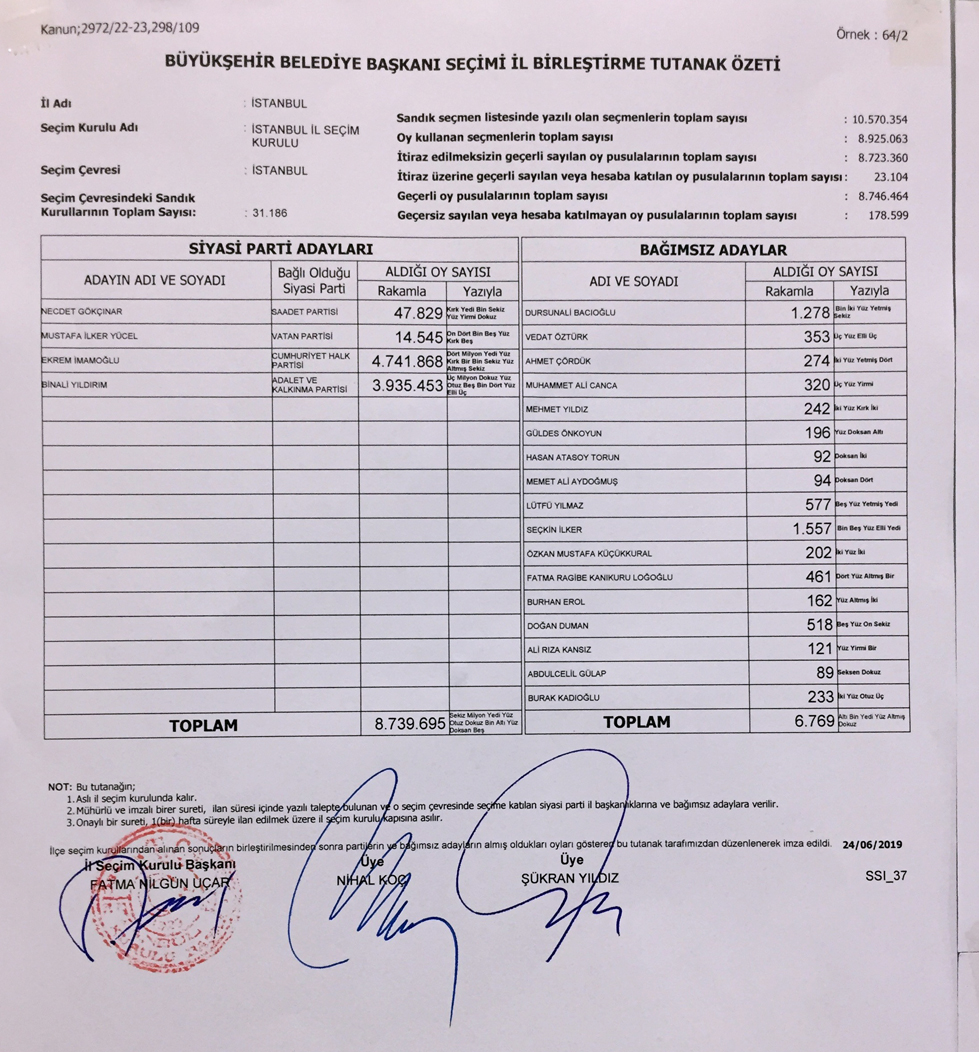 Kanun;2972/22-23,298/109
Örnek : 64/2
BÜYÜKŞEHİR BELEDİYE BAŞKANI SEÇİMİ İL BİRLEŞTİRME TUTANAK ÖZETİ
İl Adı : İSTANBUL
Seçim Kurulu Adı : İSTANBUL İL SEÇİM
KURULU
Seçim Çevresi : İSTANBUL
Seçim Çevresindeki Sandık
Kurullarının Toplam Sayısı: : 31.186
Sandık seçmen listesinde yazılı olan seçmenlerin toplam sayısı : 10.570.354
Oy kullanan seçmenlerin toplam sayısı : 8.925.063
İtiraz edilmeksizin geçerli sayılan oy pusulalarının toplam sayısı : 8.723.360
İtiraz üzerine geçerli sayılan veya hesaba katılan oy pusulalarının toplam sayısı : 23.104
Geçerli oy pusulalarının toplam sayısı : 8.746.464
Geçersiz sayılan veya hesaba katılmayan oy pusulalarının toplam sayısı : 178.599
SİYASİ PARTİ ADAYLARI
ADAYIN ADI VE SOYADI
Bağlı Olduğu
Siyasi Parti
ALDIĞI OY SAYISI
Rakamla Yazıyla
NECDET GÖKÇINAR SAADET PARTİSİ 47.829 Kırk Yedi Bin Sekiz
Yüz Yirmi Dokuz
MUSTAFA İLKER YÜCEL VATAN PARTİSİ 14.545 On Dört Bin Beş Yüz
Kırk Beş
EKREM İMAMOĞLU CUMHURİYET HALK
PARTİSİ 4.741.868 Dört Milyon Yedi Yüz
Kırk Bir Bin Sekiz Yüz
Altmış Sekiz
BİNALİ YILDIRIM ADALET VE
KALKINMA PARTİSİ 3.935.453 Üç Milyon Dokuz Yüz
Otuz Beş Bin Dört Yüz
Elli Üç
TOPLAM 8.739.695 Sekiz Milyon Yedi Yüz
Otuz Dokuz Bin Altı Yüz
Doksan Beş
BAĞIMSIZ ADAYLAR
ADI VE SOYADI
ALDIĞI OY SAYISI
Rakamla Yazıyla
DURSUNALİ BACIOĞLU 1.278 Bin İki Yüz Yetmiş
Sekiz
VEDAT ÖZTÜRK 353 Üç Yüz Elli Üç
AHMET ÇÖRDÜK 274 İki Yüz Yetmiş Dört
MUHAMMET ALİ CANCA 320 Üç Yüz Yirmi
MEHMET YILDIZ 242 İki Yüz Kırk İki
GÜLDES ÖNKOYUN 196 Yüz Doksan Altı
HASAN ATASOY TORUN 92 Doksan İki
MEMET ALİ AYDOĞMUŞ 94 Doksan Dört
LÜTFÜ YILMAZ 577 Beş Yüz Yetmiş Yedi
SEÇKİN İLKER 1.557 Bin Beş Yüz Elli Yedi
ÖZKAN MUSTAFA KÜÇÜKKURAL 202 İki Yüz İki
FATMA RAGİBE KANIKURU LOĞOĞLU 461 Dört Yüz Altmış Bir
BURHAN EROL 162 Yüz Altmış İki
DOĞAN DUMAN 518 Beş Yüz On Sekiz
ALİ RIZA KANSIZ 121 Yüz Yirmi Bir
ABDULCELİL GÜLAP 89 Seksen Dokuz
BURAK KADIOĞLU 233 İki Yüz Otuz Üç
TOPLAM 6.769 Altı Bin Yedi Yüz Altmış
Dokuz
NOT: Bu tutanağın;
1. Aslı il seçim kurulunda kalır.
2. Mühürlü ve imzalı birer sureti, ilan süresi içinde yazılı talepte bulunan ve o seçim çevresinde seçime katılan siyasi parti il başkanlıklarına ve bağımsız adaylara verilir.
3. Onaylı bir sureti, 1(bir) hafta süreyle ilan edilmek üzere il seçim kurulu kapısına asılır.
İlçe seçim kurullarından alınan sonuçların birleştirilmesinden sonra partilerin ve bağımsız adayların almış oldukları oyları gösteren bu tutanak tarafımızdan düzenlenerek imza edildi. 24/06/2019
İl Seçim Kurulu Başkanı
FATMA NİLGÜN UÇAR
Üye
NİHAL KOÇ
Üye
ŞÜKRAN YILDIZ
SSI_37